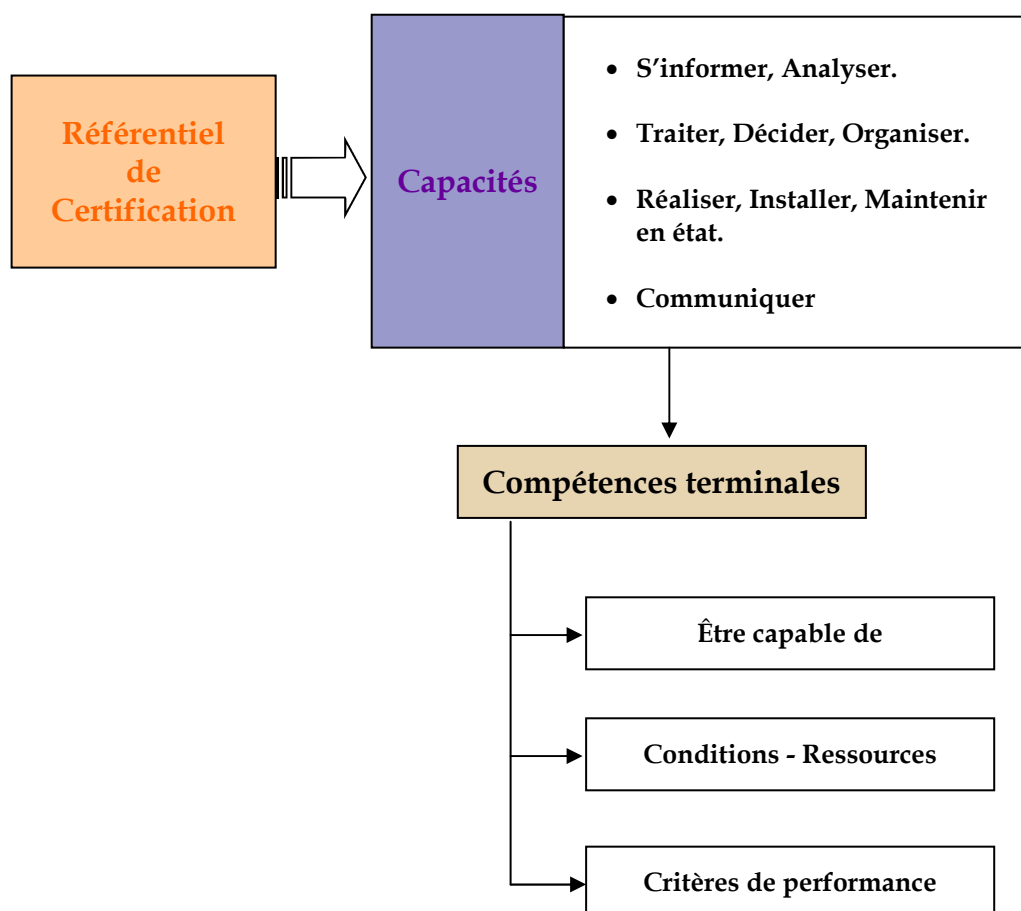 Référentiel
de
Certification
Capacités
• S’informer, Analyser.
• Traiter, Décider, Organiser.
• Réaliser, Installer, Maintenir
en état.
• Communiquer
Compétences terminales
Être capable de
Conditions - Ressources
Critères de performance